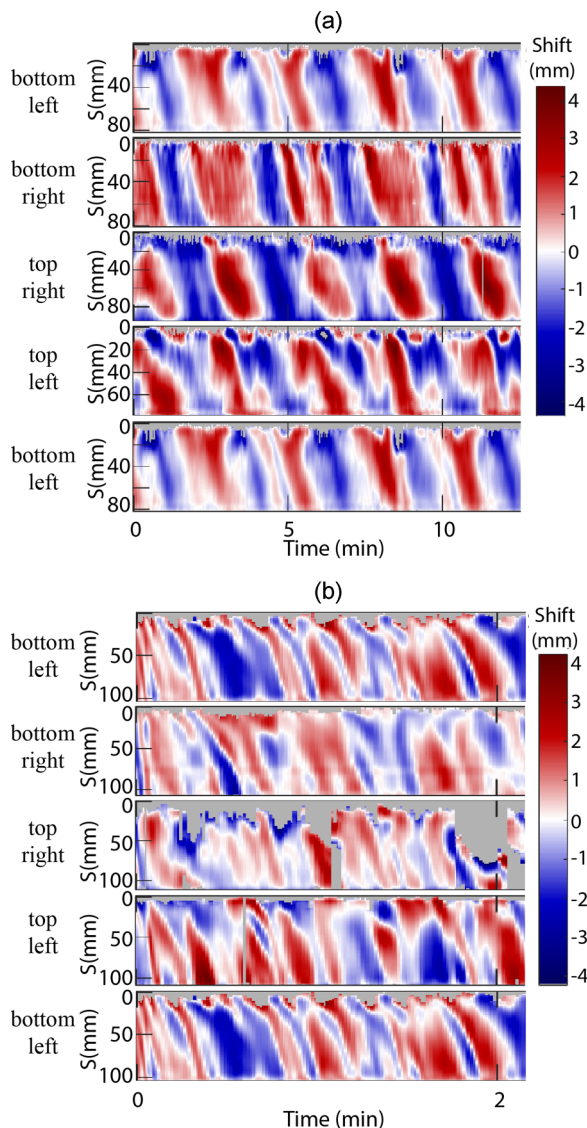 (a)
Shift
(mm)
bottom
left
S(mm)
40
80
bottom
right
S(mm)
0
40
80
top
right
S(mm)
0
40
80
top
left
S(mm)
0
20
40
60
bottom
left
S(mm)
0
40
80
0
5
10
Time (min)
4
3
2
1
0
-1
-2
-3
-4
(b)
Shift
(mm)
bottom
left
S(mm)
50
100
bottom
right
S(mm)
0
50
100
top
right
S(mm)
0
50
100
top
left
S(mm)
0
50
100
bottom
left
S(mm)
0
50
100
0
2
Time (min)
4
3
2
1
0
-1
-2
-3
-4